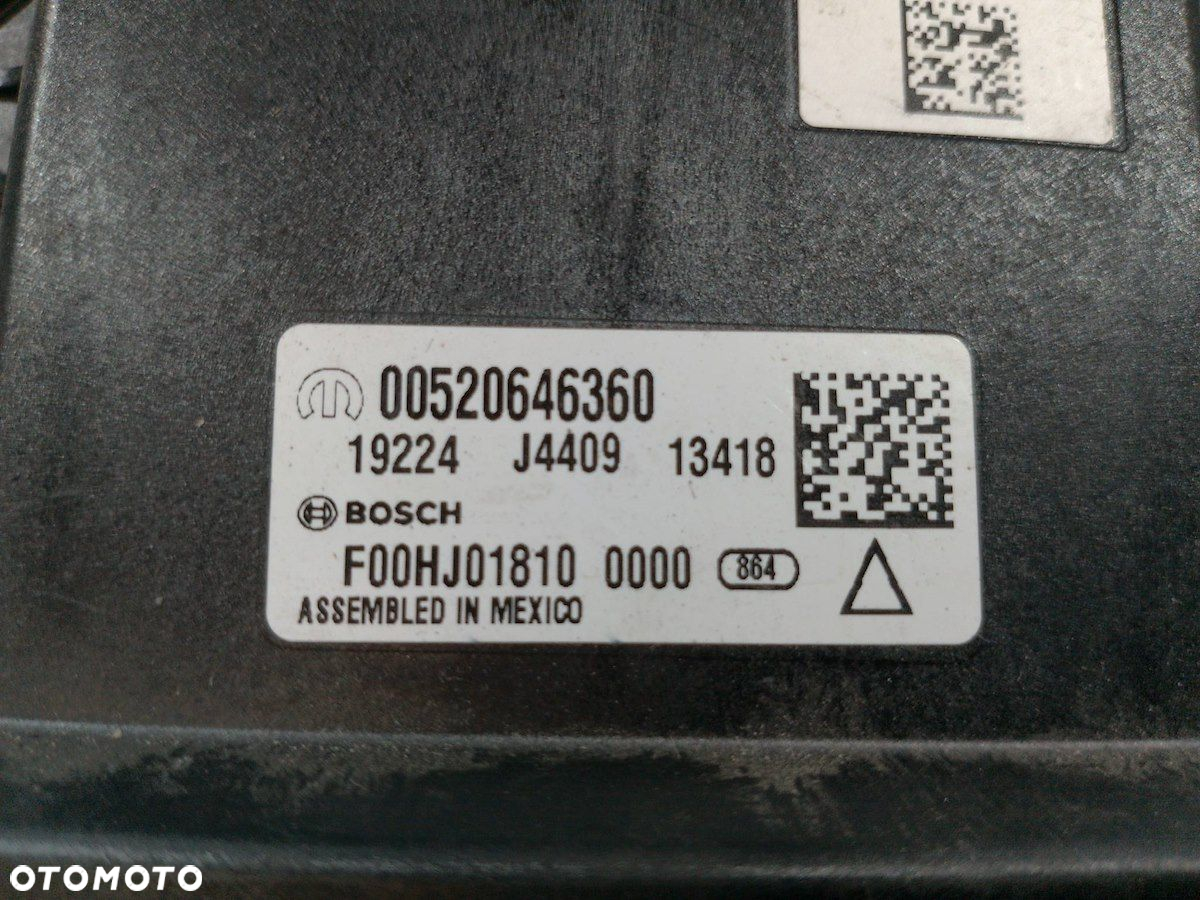 00520646360
19224 J4409 13418
BOSCH
F00HJ01810 0000 864
ASSEMBLED IN MEXICO
OTOMOTO